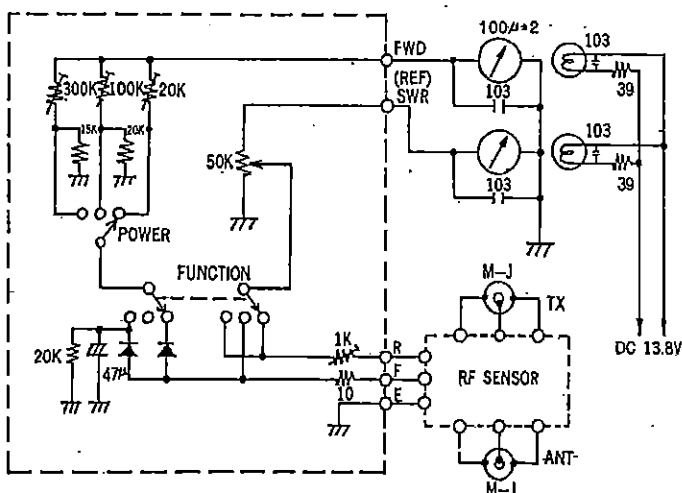 100μ×2
FWD
103
300K 100K 20K
(REF)
SWR
103
39
15K
20K
50K
103
103
39
POWER
FUNCTION
M-J
TX
DC 13.8V
20K
47μ
1K
R
F
10
E
RF SENSOR
ANT
M-J